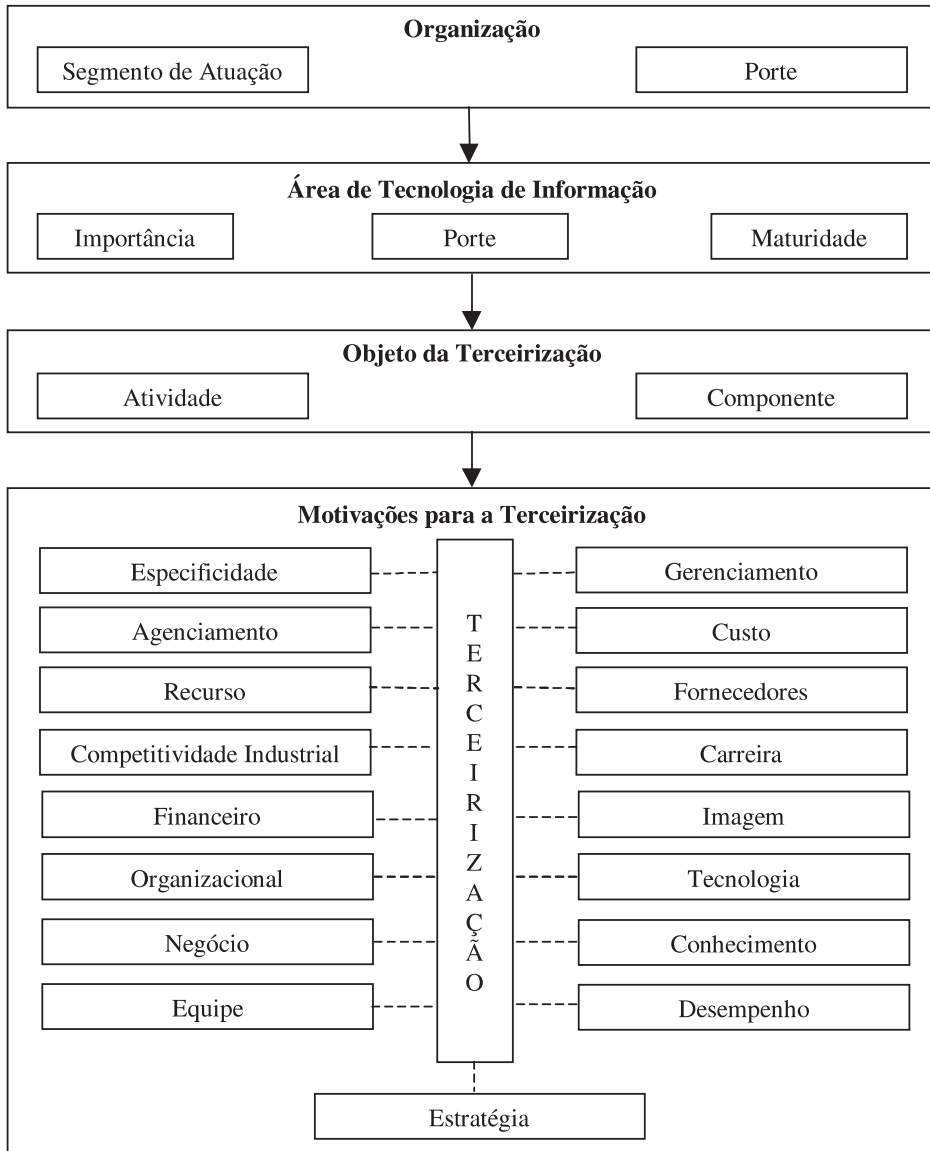 Organização
Segmento de Atuação
Porte
Área de Tecnologia de Informação
Importância
Porte
Maturidade
Objeto da Terceirização
Atividade
Componente
Motivações para a Terceirização
Especificidade
Gerenciamento
Agenciamento
Custo
Recurso
Fornecedores
Competitividade Industrial
Carreira
Financeiro
Imagem
Organizacional
Tecnologia
Negócio
Conhecimento
Equipe
Desempenho
TERCEIRIZAÇÃO
Estratégia